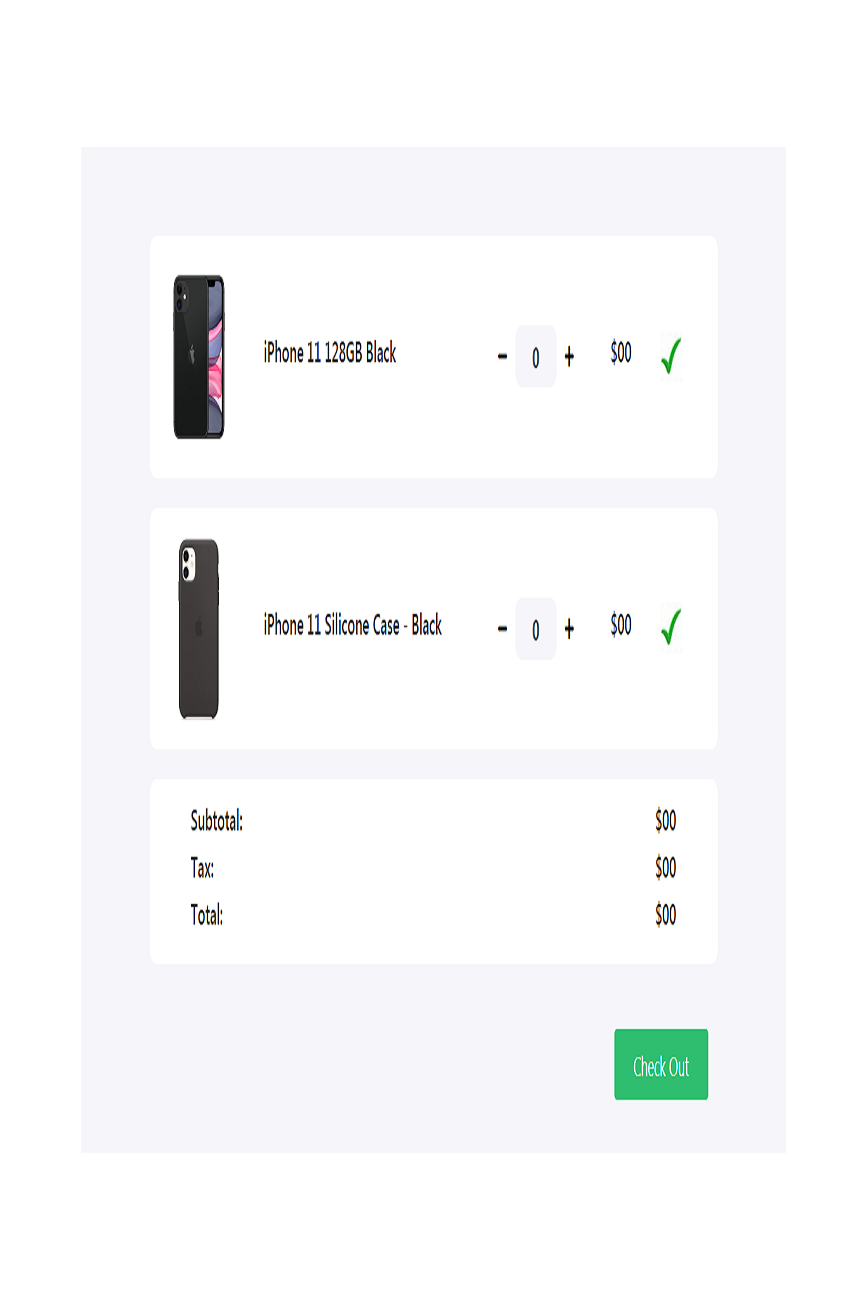 iPhone 11 128GB Black - 0 + $00
iPhone 11 Silicone Case - Black - 0 + $00
Subtotal: $00
Tax: $00
Total: $00
Check Out